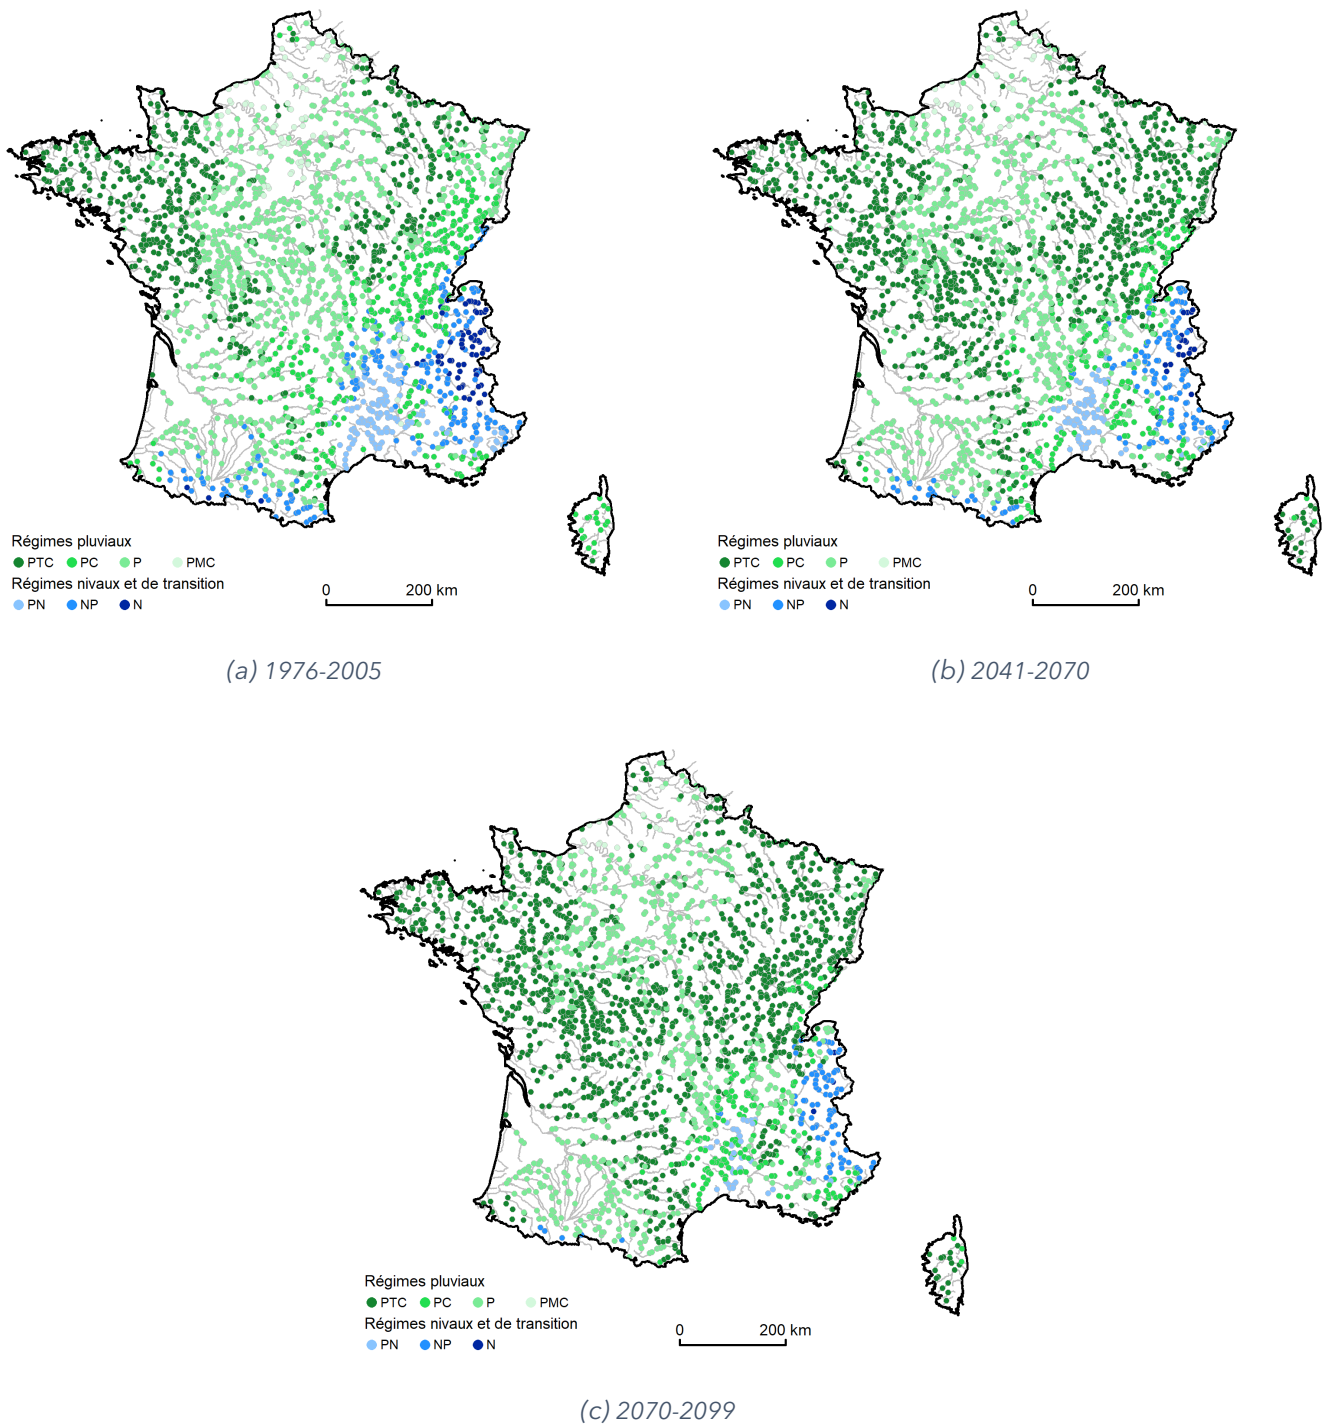 Régimes pluviaux
PTC PC P PMC
Régimes nivaux et de transition
PN NP N
0 200 km
(a) 1976-2005
Régimes pluviaux
PTC PC P PMC
Régimes nivaux et de transition
PN NP N
0 200 km
(b) 2041-2070
Régimes pluviaux
PTC PC P PMC
Régimes nivaux et de transition
PN NP N
0 200 km
(c) 2070-2099